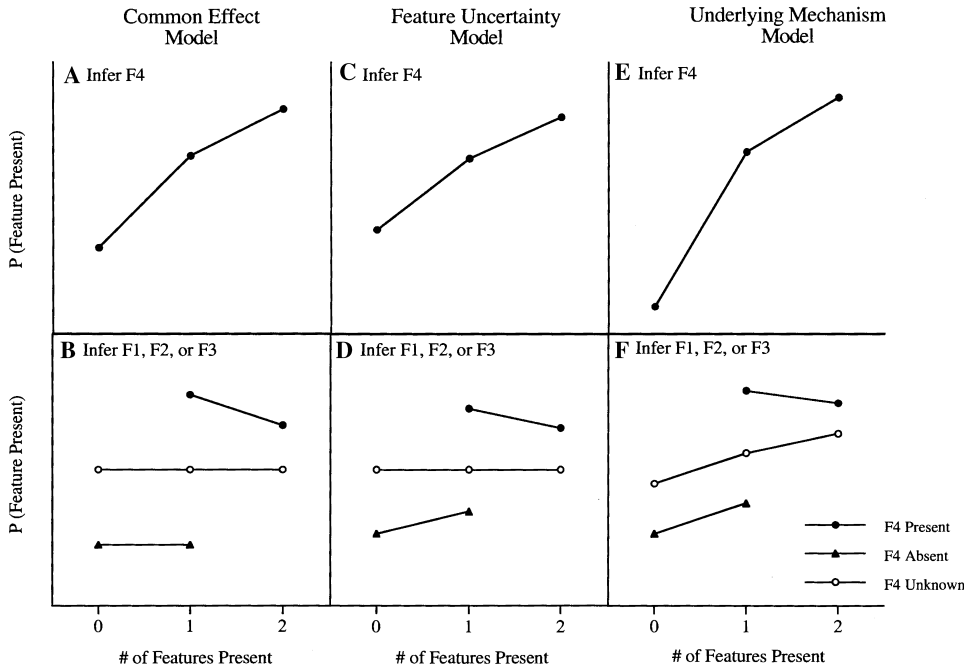 Common Effect
Model
Feature Uncertainty
Model
Underlying Mechanism
Model
A Infer F4
C Infer F4
E Infer F4
P (Feature Present)
B Infer F1, F2, or F3
D Infer F1, F2, or F3
F Infer F1, F2, or F3
P (Feature Present)
F4 Present
F4 Absent
F4 Unknown
0 1 2
0 1 2
0 1 2
# of Features Present
# of Features Present
# of Features Present